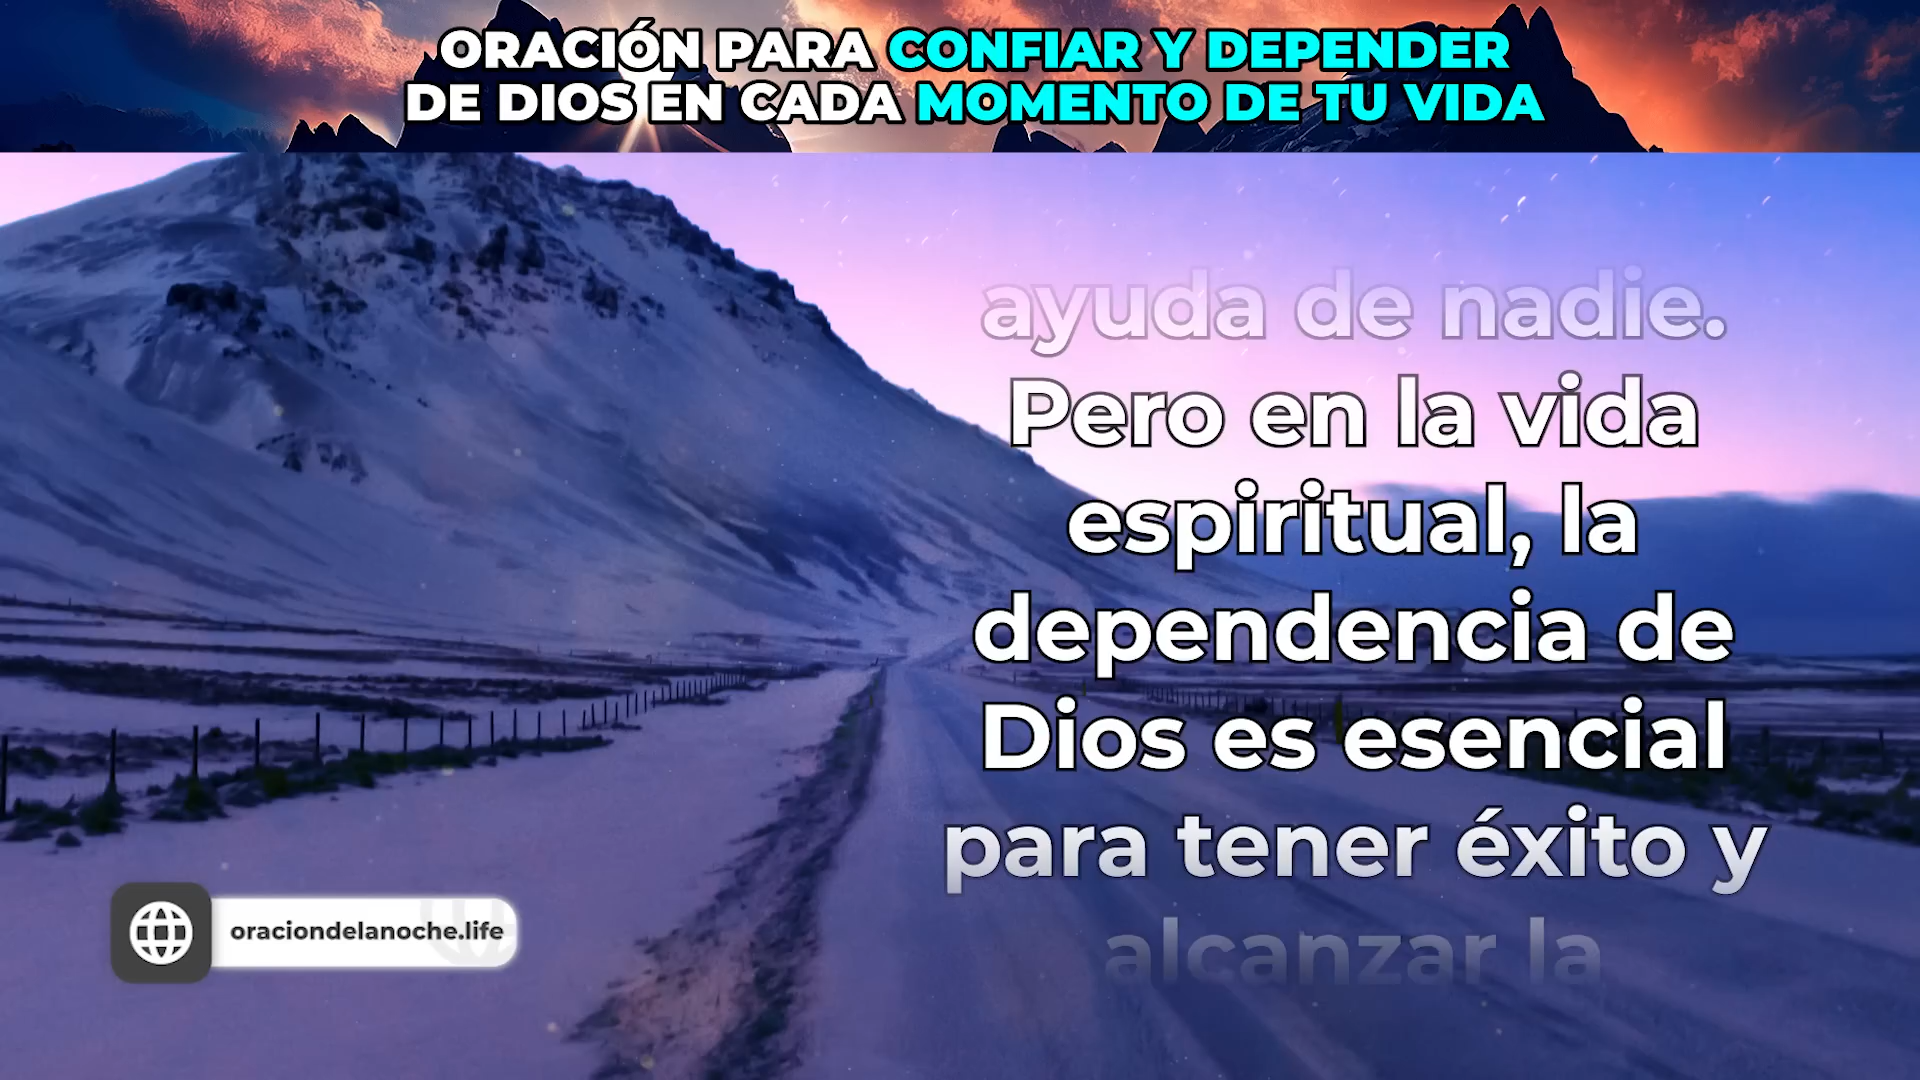 ORACIÓN PARA CONFIAR Y DEPENDER
DE DIOS EN CADA MOMENTO DE TU VIDA
ayuda de nadie.
Pero en la vida
espiritual, la
dependencia de
Dios es esencial
para tener éxito y
alcanzar la
oraciondelanoche.life